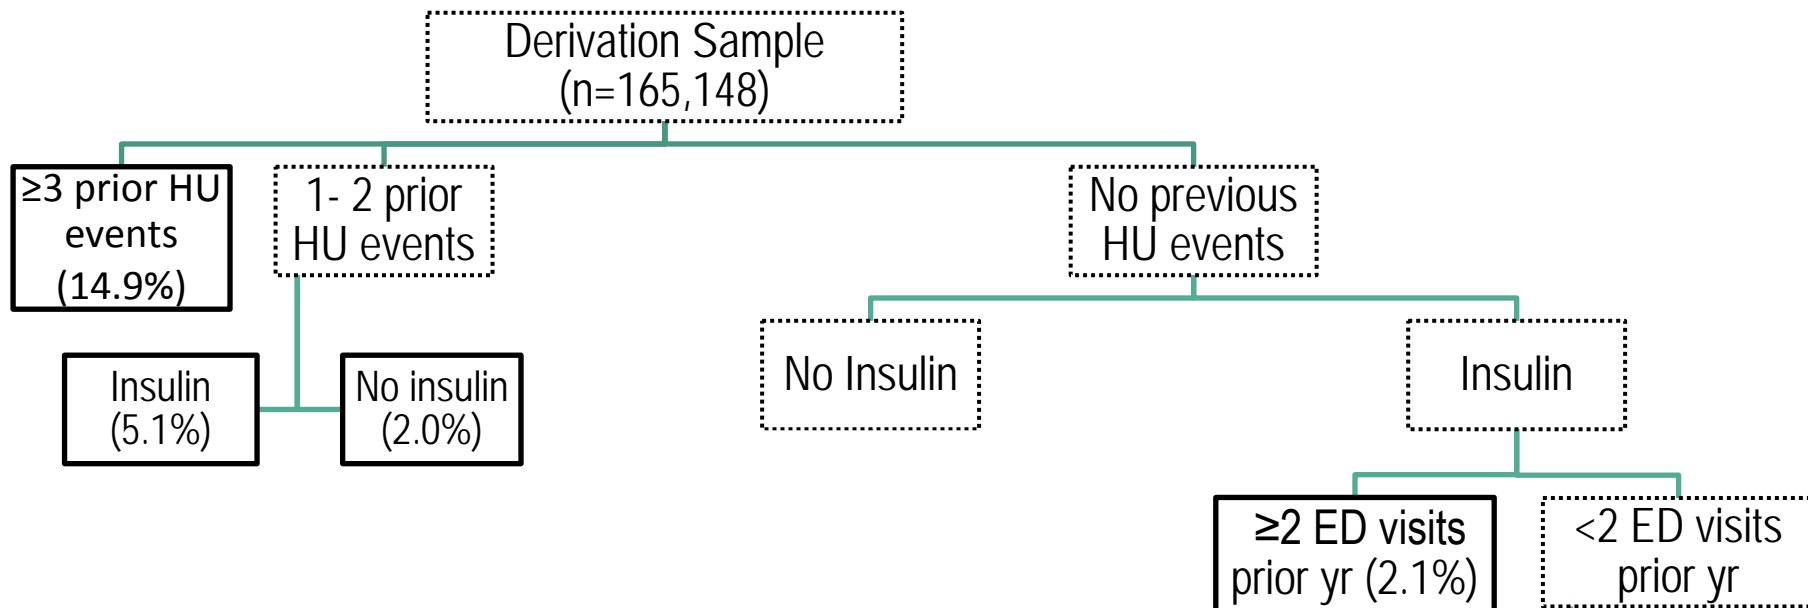 Derivation Sample
(n=165,148)
≥3 prior HU
events
(14.9%)
1- 2 prior
HU events
No previous
HU events
Insulin
(5.1%)
No insulin
(2.0%)
No Insulin
Insulin
≥2 ED visits
prior yr (2.1%)
<2 ED visits
prior yr